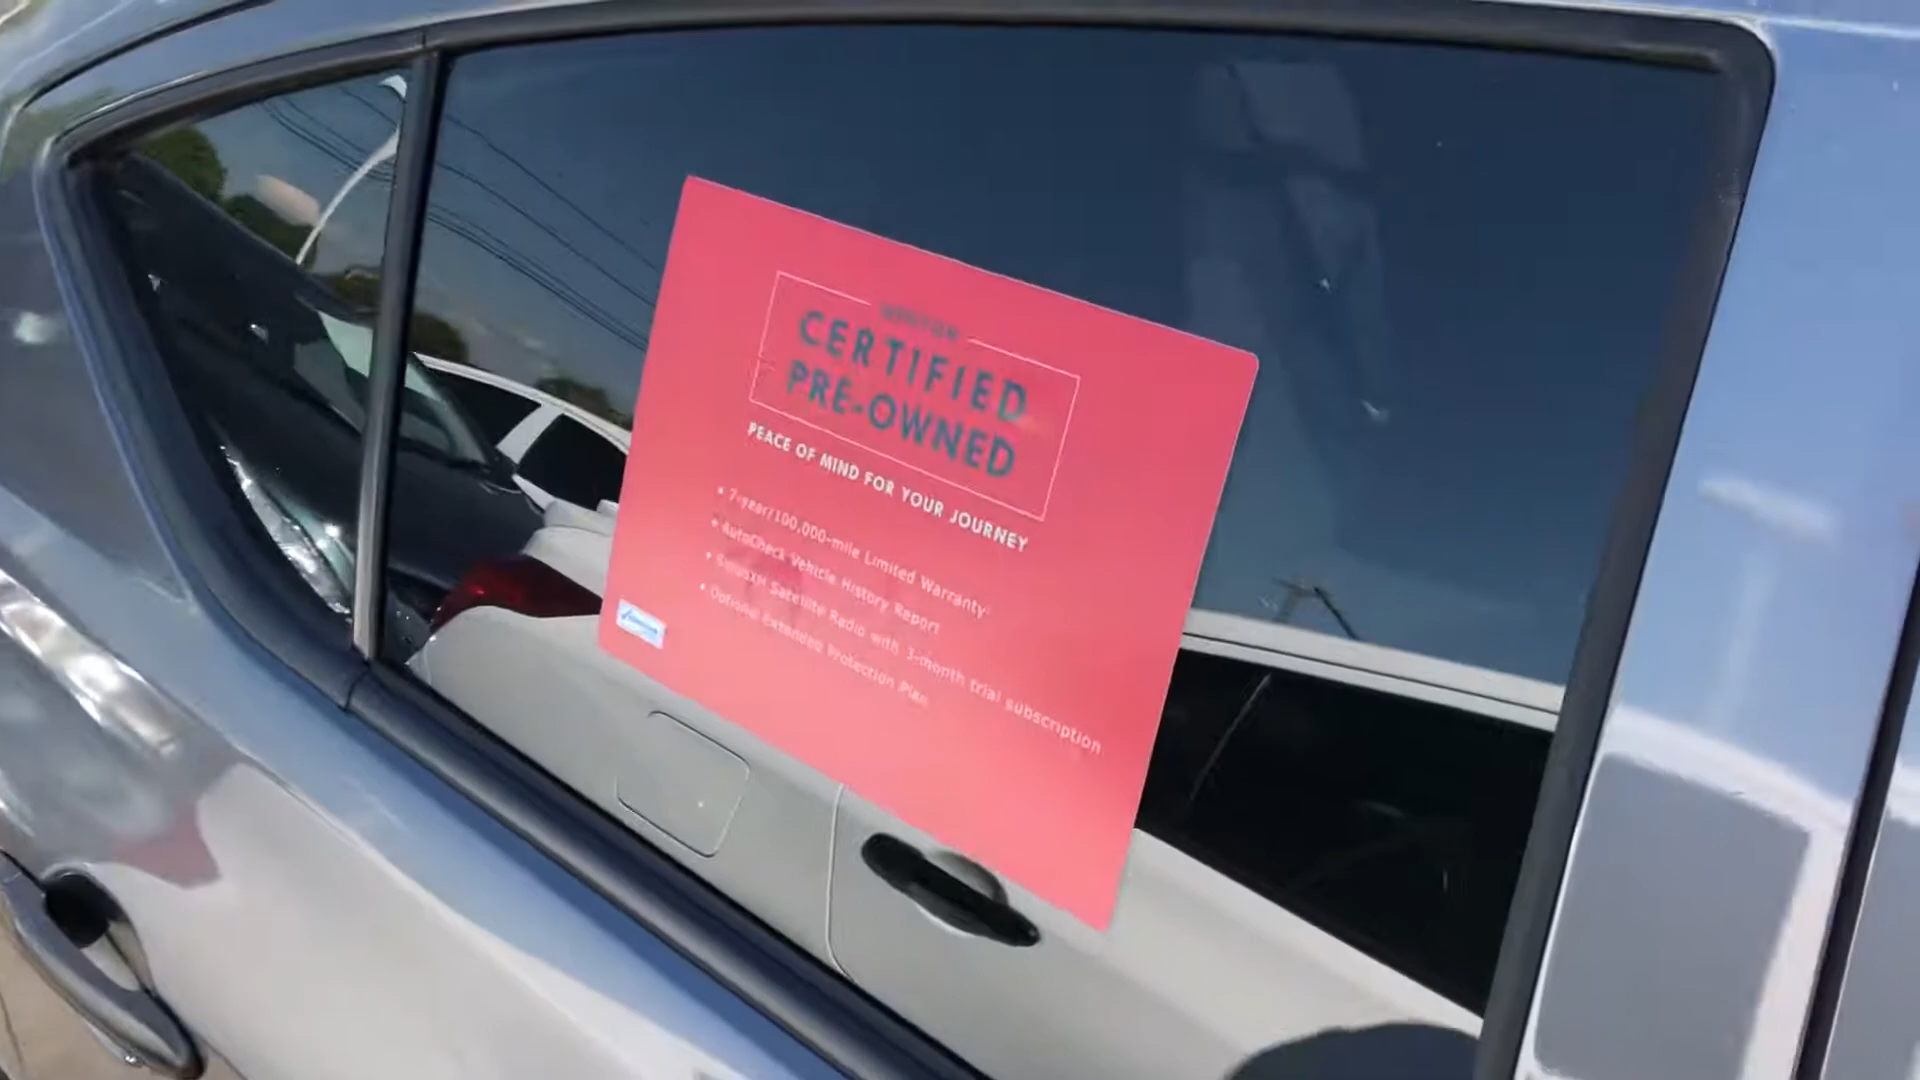 CERTIFIED
PRE-OWNED
PEACE OF MIND FOR YOUR JOURNEY
• 7-year/100,000-mile Limited Warranty
• AutoCheck Vehicle History Report
• SiriusXM Satellite Radio with 3-month trial subscription
• Optional Extended Protection Plan